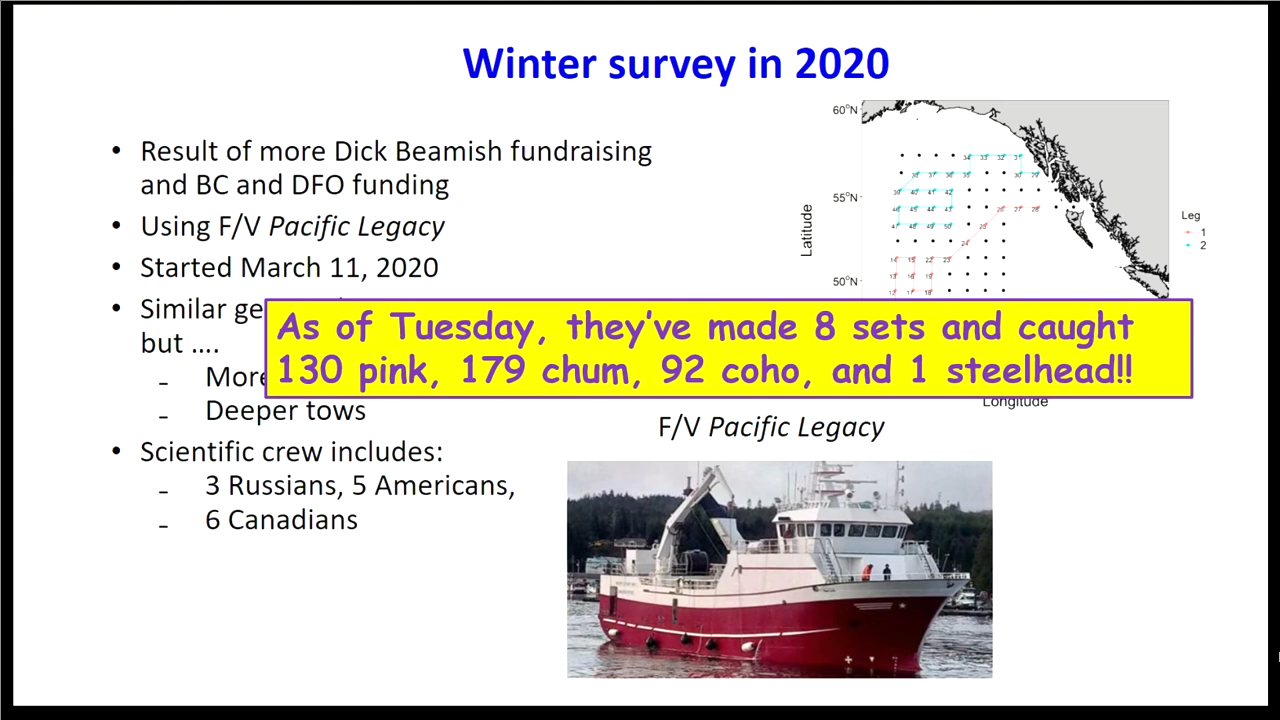 Winter survey in 2020
• Result of more Dick Beamish fundraising
and BC and DFO funding
• Using F/V Pacific Legacy
• Started March 11, 2020
• Similar ge
but ....
- More
- Deeper tows
• Scientific crew includes:
- 3 Russians, 5 Americans,
- 6 Canadians
As of Tuesday, they've made 8 sets and caught
130 pink, 179 chum, 92 coho, and 1 steelhead!!
60°N
55°N
50°N
Latitude
Longitude
Leg
1
2
F/V Pacific Legacy